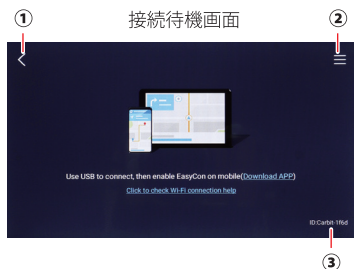 接続待機画面
①
②
Use USB to connect, then enable EasyCon on mobile(Download APP)
Click to check Wi-Fi connection help
ID:Carbit-1f6d
③